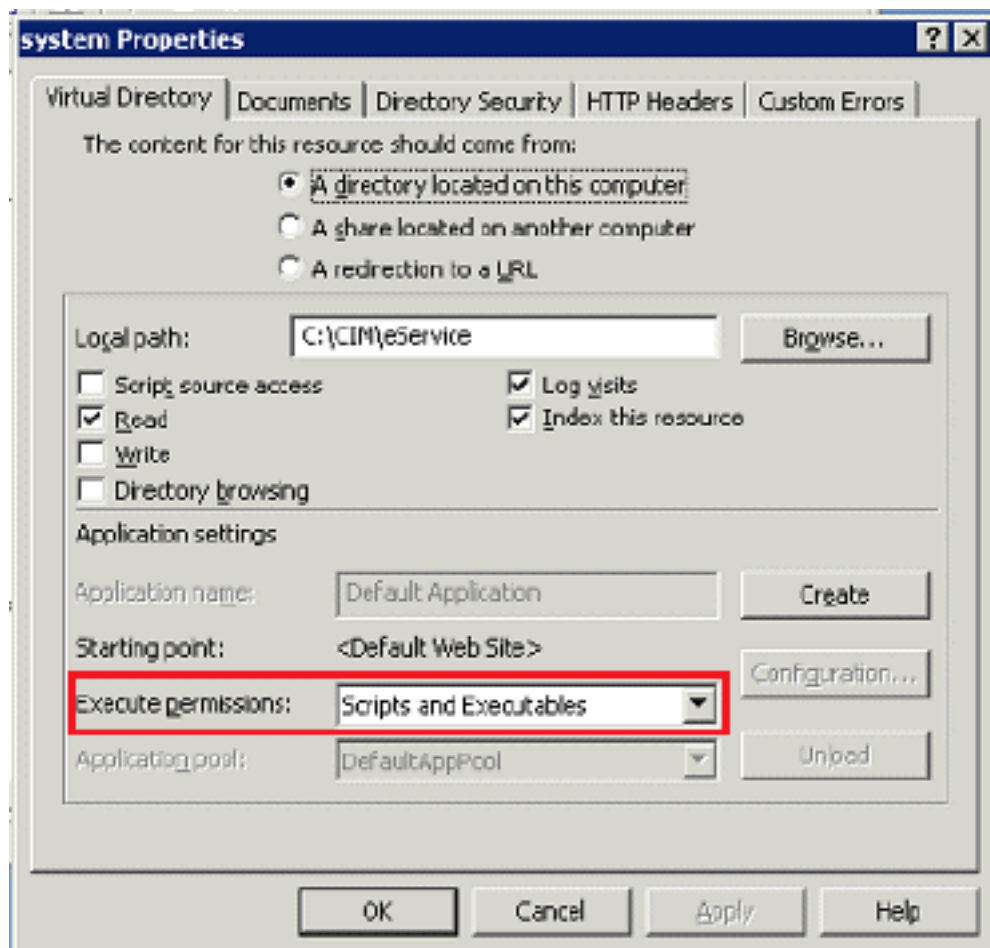 system Properties
Virtual Directory Documents Directory Security HTTP Headers Custom Errors
The content for this resource should come from:
A directory located on this computer
A share located on another computer
A redirection to a URL
Local path: C:\CIM\eService Browse...
Script source access Log visits
Read Index this resource
Write
Directory browsing
Application settings
Application name: Default Application Create
Starting point: <Default Web Site>
Configuration...
Execute permissions: Scripts and Executables
Application pool: DefaultAppPool Unload
OK Cancel Apply Help